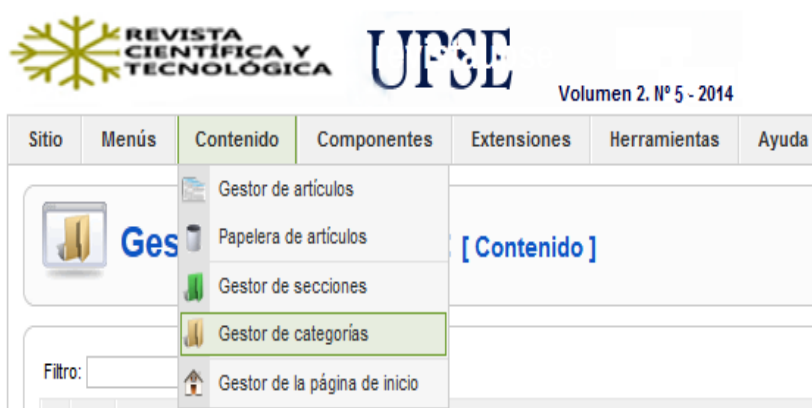 REVISTA
CIENTÍFICA Y
TECNOLÓGICA
UPSE
Volumen 2. Nº 5 - 2014
Sitio Menús Contenido Componentes Extensiones Herramientas Ayuda
Gestor de artículos
Papelera de artículos
Ges [ Contenido ]
Gestor de secciones
Gestor de categorías
Filtro:
Gestor de la página de inicio